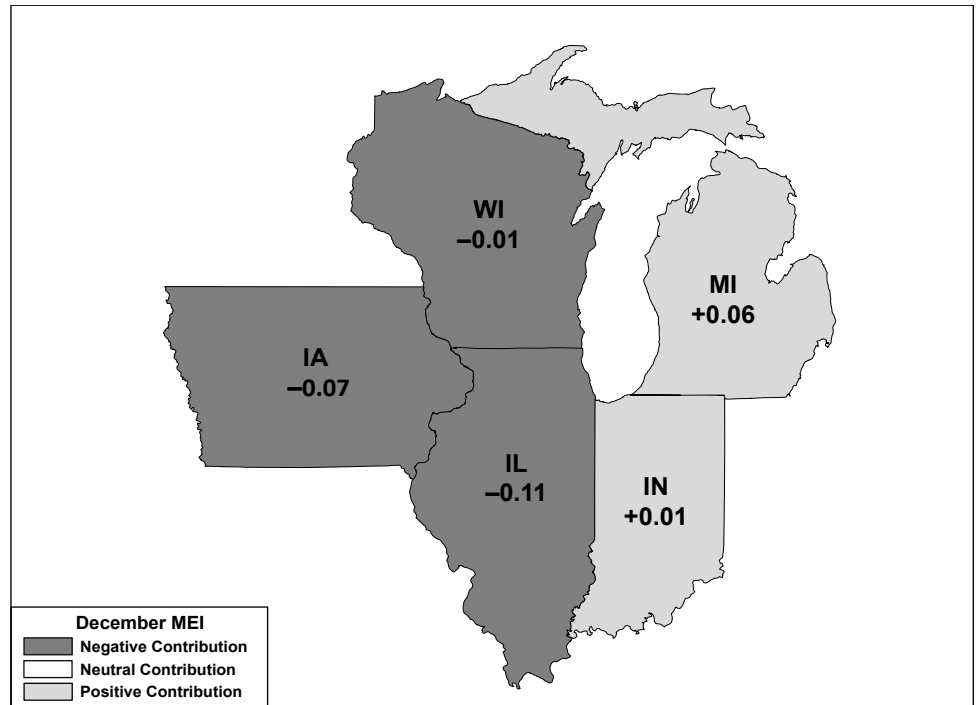 WI
–0.01
MI
+0.06
IA
–0.07
IL
–0.11
IN
+0.01
December MEI
Negative Contribution
Neutral Contribution
Positive Contribution